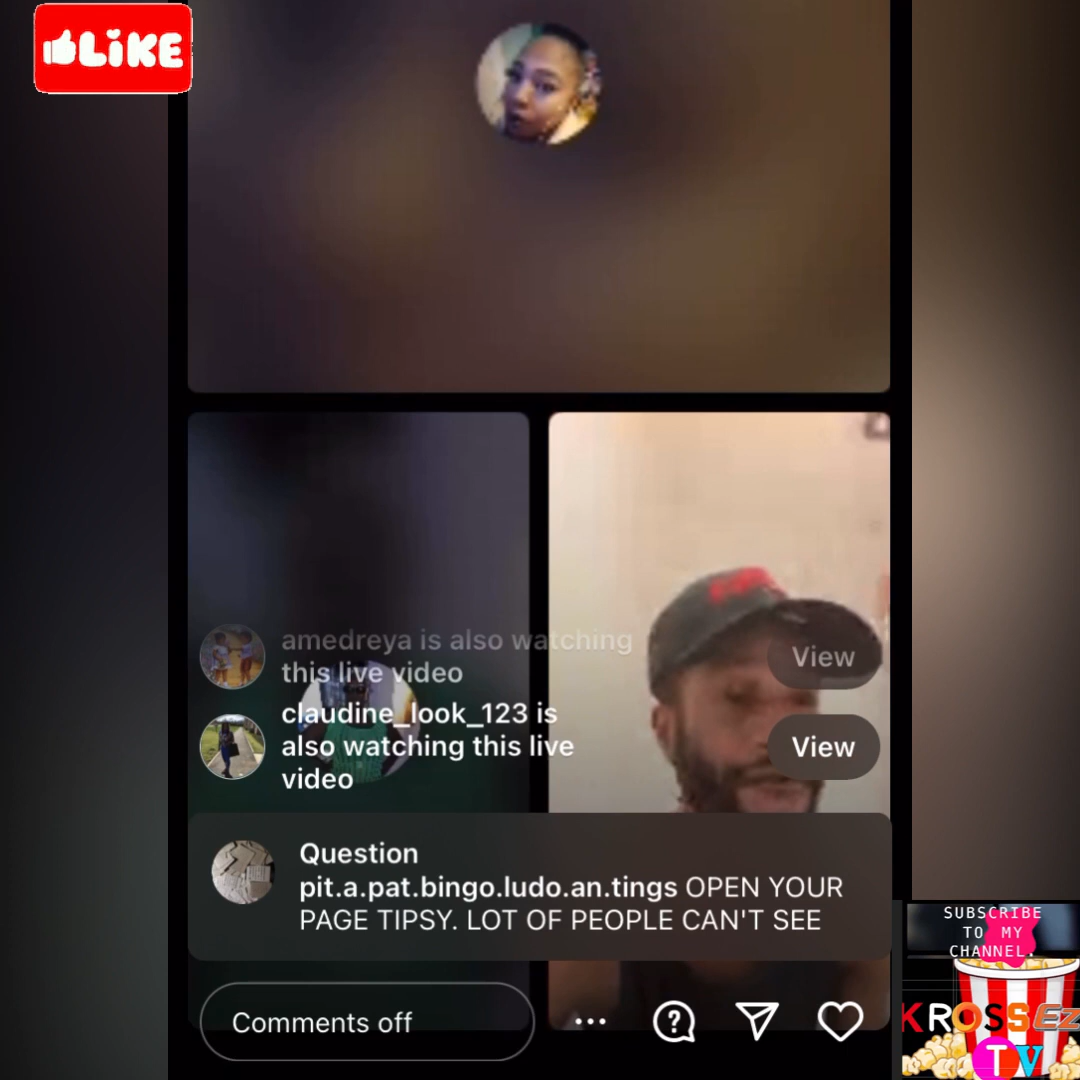 LIKE
amedreya is also watching
this live video
View
claudine_look_123 is
also watching this live
video
View
Question
pit.a.pat.bingo.ludo.an.tings OPEN YOUR
PAGE TIPSY. LOT OF PEOPLE CAN'T SEE
Comments off
SUBSCRIBE
TO MY
CHANNEL.
KROSSEz
TV